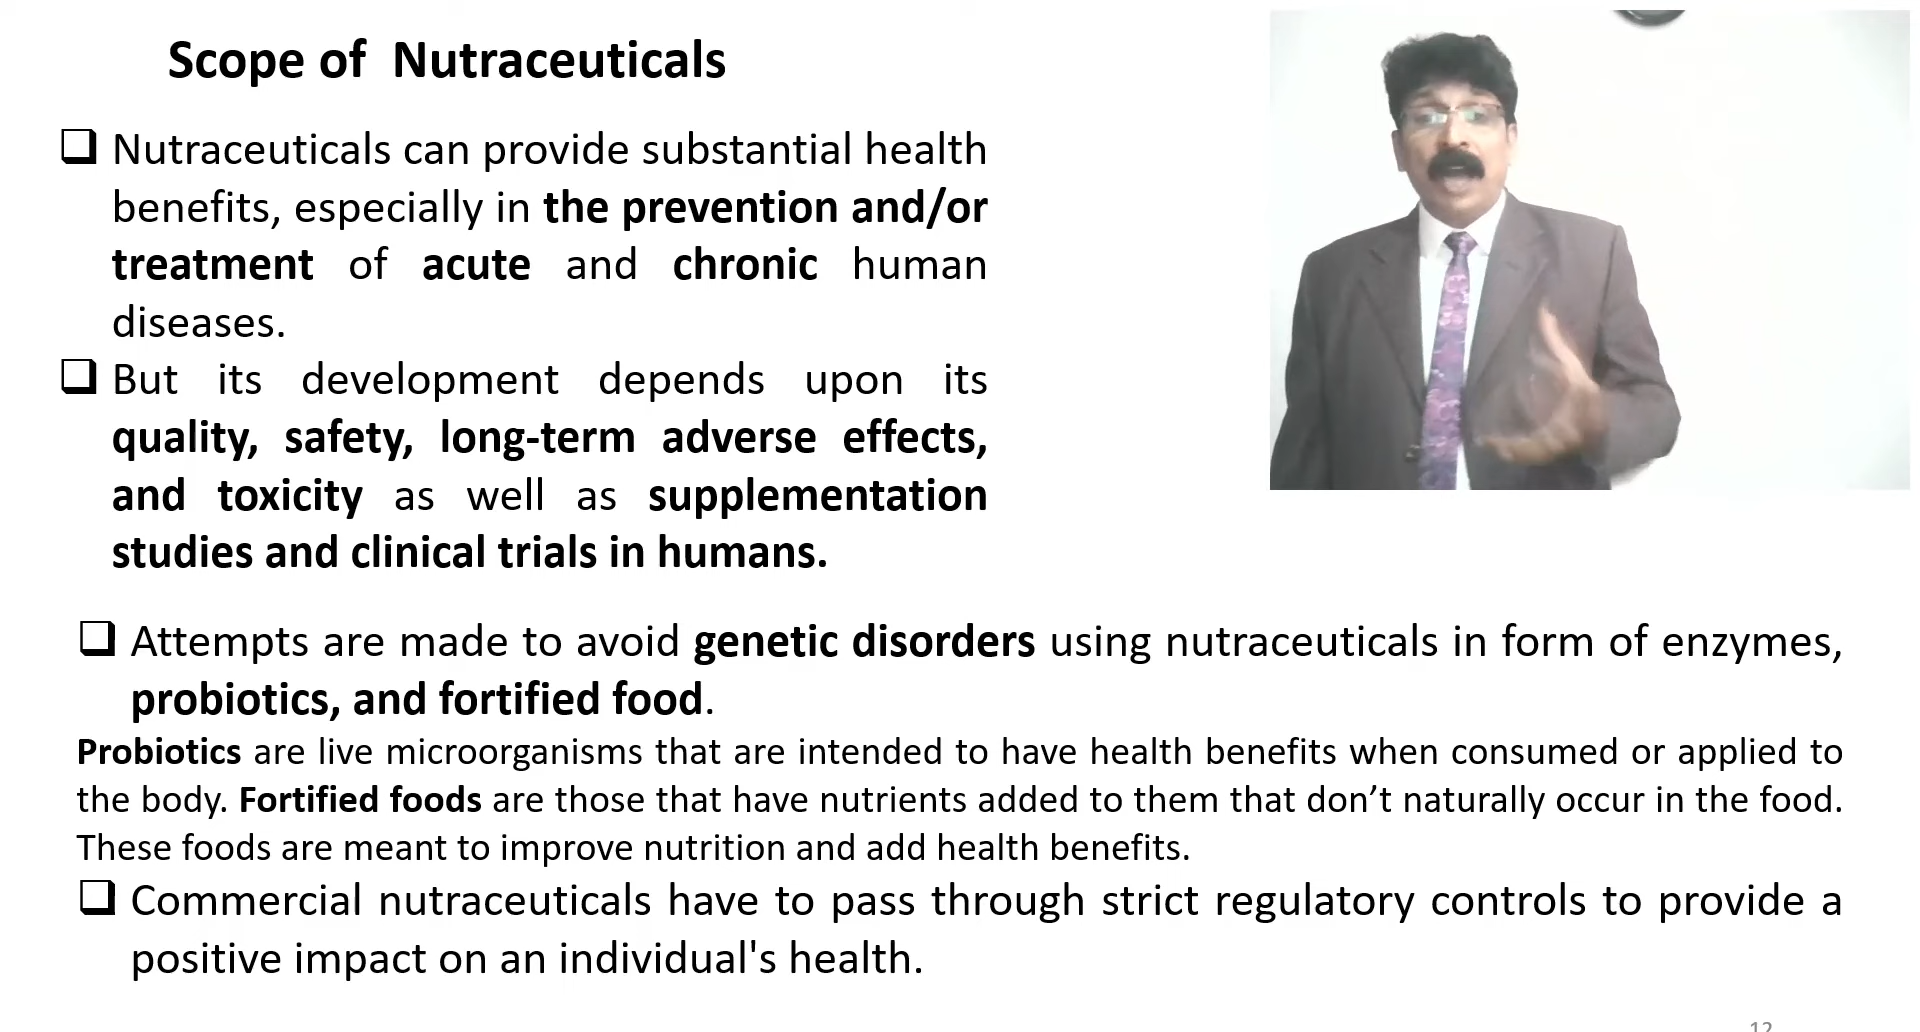 Scope of Nutraceuticals
❑ Nutraceuticals can provide substantial health
benefits, especially in the prevention and/or
treatment of acute and chronic human
diseases.
❑ But its development depends upon its
quality, safety, long-term adverse effects,
and toxicity as well as supplementation
studies and clinical trials in humans.
❑ Attempts are made to avoid genetic disorders using nutraceuticals in form of enzymes,
probiotics, and fortified food.
Probiotics are live microorganisms that are intended to have health benefits when consumed or applied to
the body. Fortified foods are those that have nutrients added to them that don’t naturally occur in the food.
These foods are meant to improve nutrition and add health benefits.
❑ Commercial nutraceuticals have to pass through strict regulatory controls to provide a
positive impact on an individual's health.
12